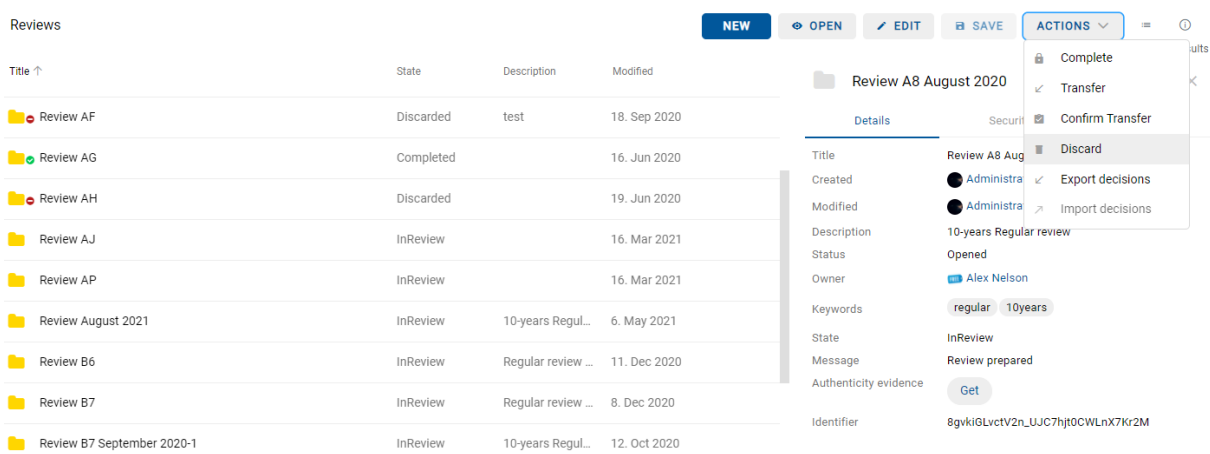 Reviews
NEW OPEN EDIT SAVE ACTIONS
Title State Description Modified
Review AF Discarded test 18. Sep 2020
Review AG Completed 16. Jun 2020
Review AH Discarded 19. Jun 2020
Review AJ InReview 16. Mar 2021
Review AP InReview 16. Mar 2021
Review August 2021 InReview 10-years Regul... 6. May 2021
Review B6 InReview Regular review ... 11. Dec 2020
Review B7 InReview Regular review ... 8. Dec 2020
Review B7 September 2020-1 InReview 10-years Regul... 12. Oct 2020
Review A8 August 2020
Details Securit
Title Review A8 Aug
Created Administra
Modified Administra
Description 10-years Regular review
Status Opened
Owner Alex Nelson
Keywords regular 10years
State InReview
Message Review prepared
Authenticity evidence Get
Identifier 8gvkiGLvctV2n_UJC7hjt0CWLnX7Kr2M
Complete
Transfer
Confirm Transfer
Discard
Export decisions
Import decisions